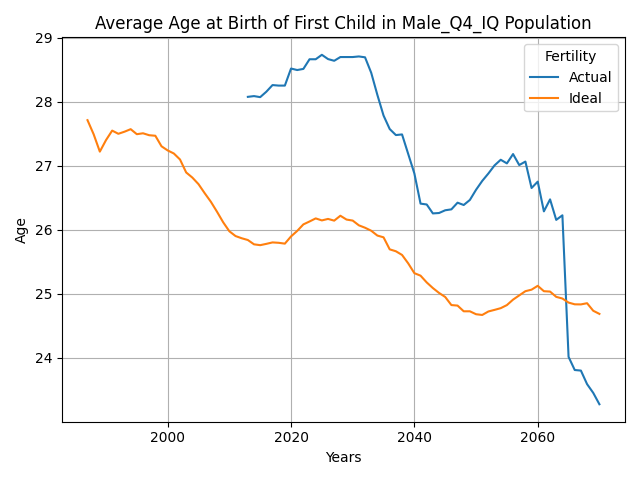 Average Age at Birth of First Child in Male_Q4_IQ Population
29
28
27
26
25
24
Age
Fertility
Actual
Ideal
2000
2020
2040
2060
Years